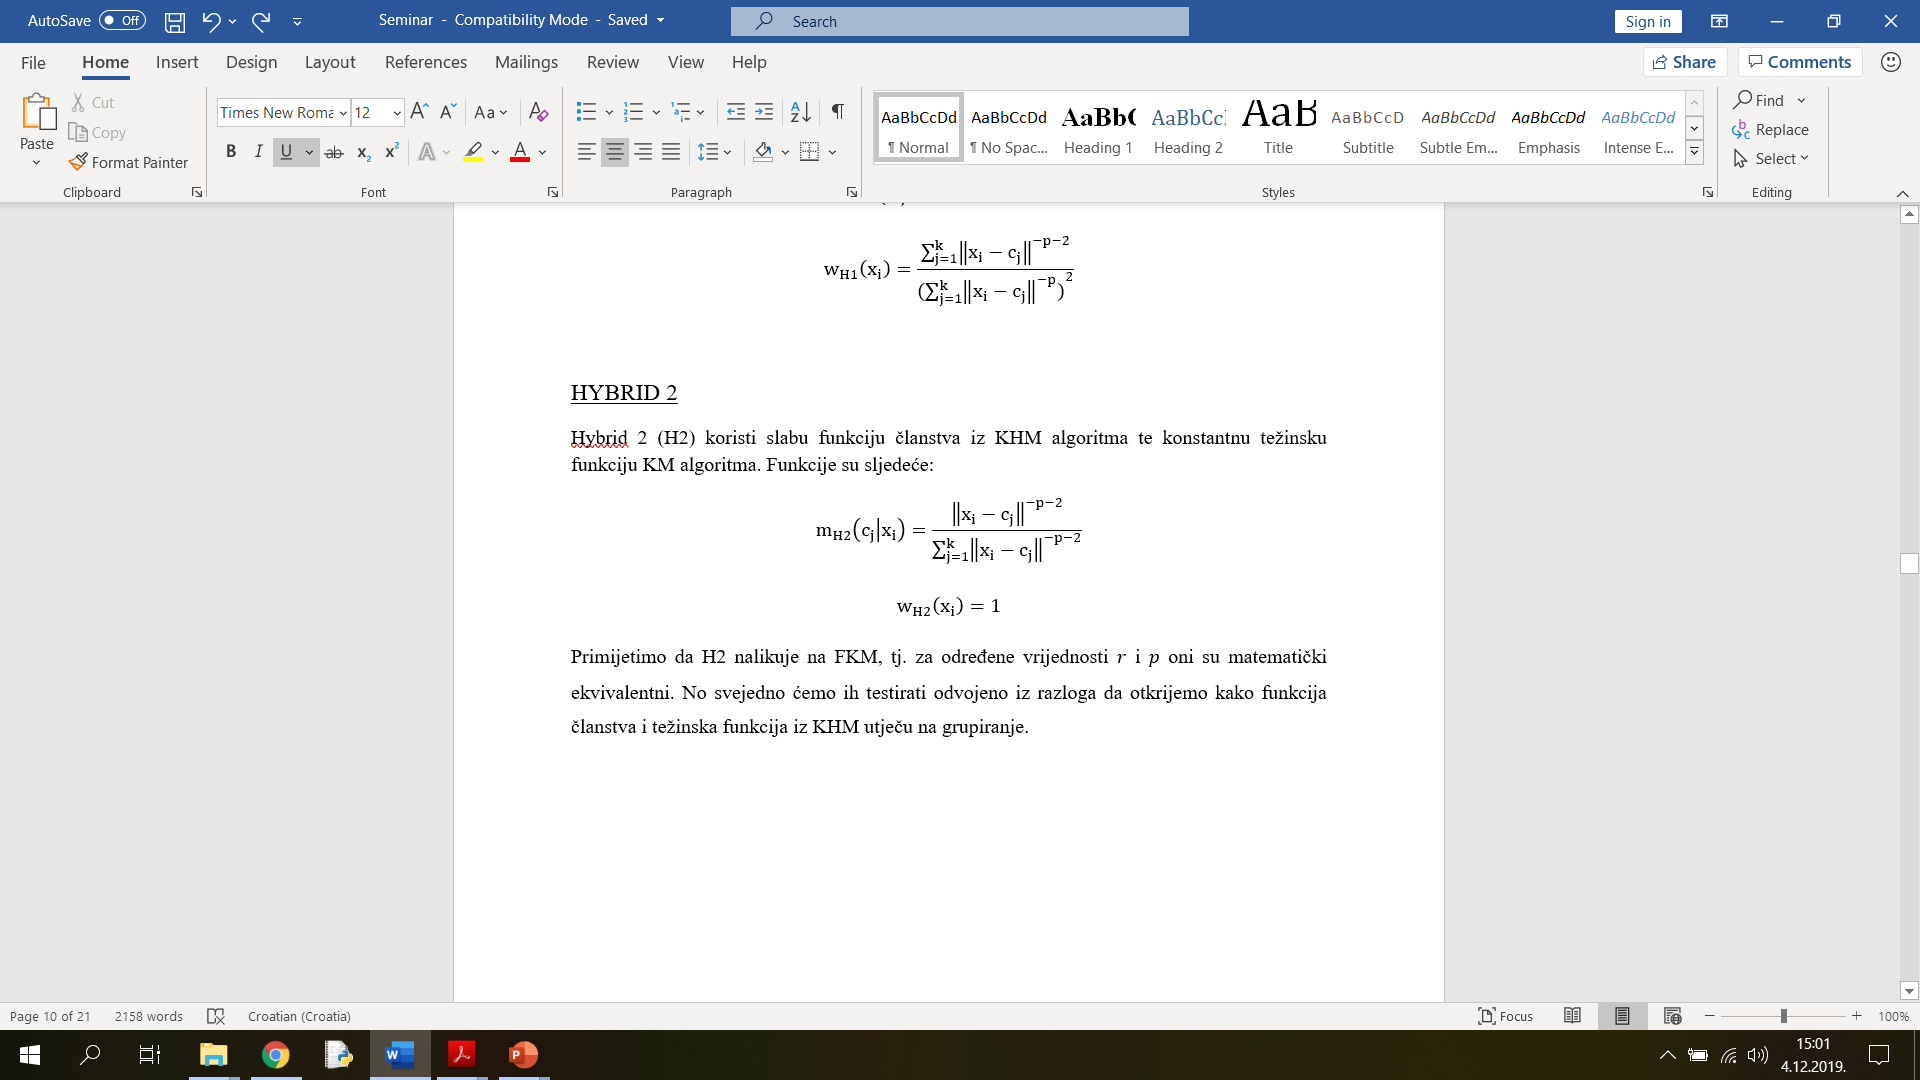 AutoSave Off Seminar - Compatibility Mode - Saved Search Sign in
File Home Insert Design Layout References Mailings Review View Help Share Comments
Paste Cut Copy Format Painter
Times New Roma 12 Aa
B I U ab x₂ x² A A
AaBbCcDd AaBbCcDd AaBbC AaBbCcI AaB AaBbCcD AaBbCcDd AaBbCcDd AaBbCcDd
¶ Normal ¶ No Spac... Heading 1 Heading 2 Title Subtitle Subtle Em... Emphasis Intense E...
Find
Replace
Select
Clipboard Font Paragraph Styles Editing
w_H1(x_i) = ∑_{j=1}^{k} ‖x_i − c_j‖^{−p−2} / (∑_{j=1}^{k} ‖x_i − c_j‖^{−p})^2
HYBRID 2
Hybrid 2 (H2) koristi slabu funkciju članstva iz KHM algoritma te konstantnu težinsku
funkciju KM algoritma. Funkcije su sljedeće:
m_H2(c_j|x_i) = ‖x_i − c_j‖^{−p−2} / ∑_{j=1}^{k} ‖x_i − c_j‖^{−p−2}
w_H2(x_i) = 1
Primijetimo da H2 nalikuje na FKM, tj. za određene vrijednosti r i p oni su matematički
ekvivalentni. No svejedno ćemo ih testirati odvojeno iz razloga da otkrijemo kako funkcija
članstva i težinska funkcija iz KHM utječu na grupiranje.
Page 10 of 21 2158 words Croatian (Croatia) Focus 100%
15:01
4.12.2019.